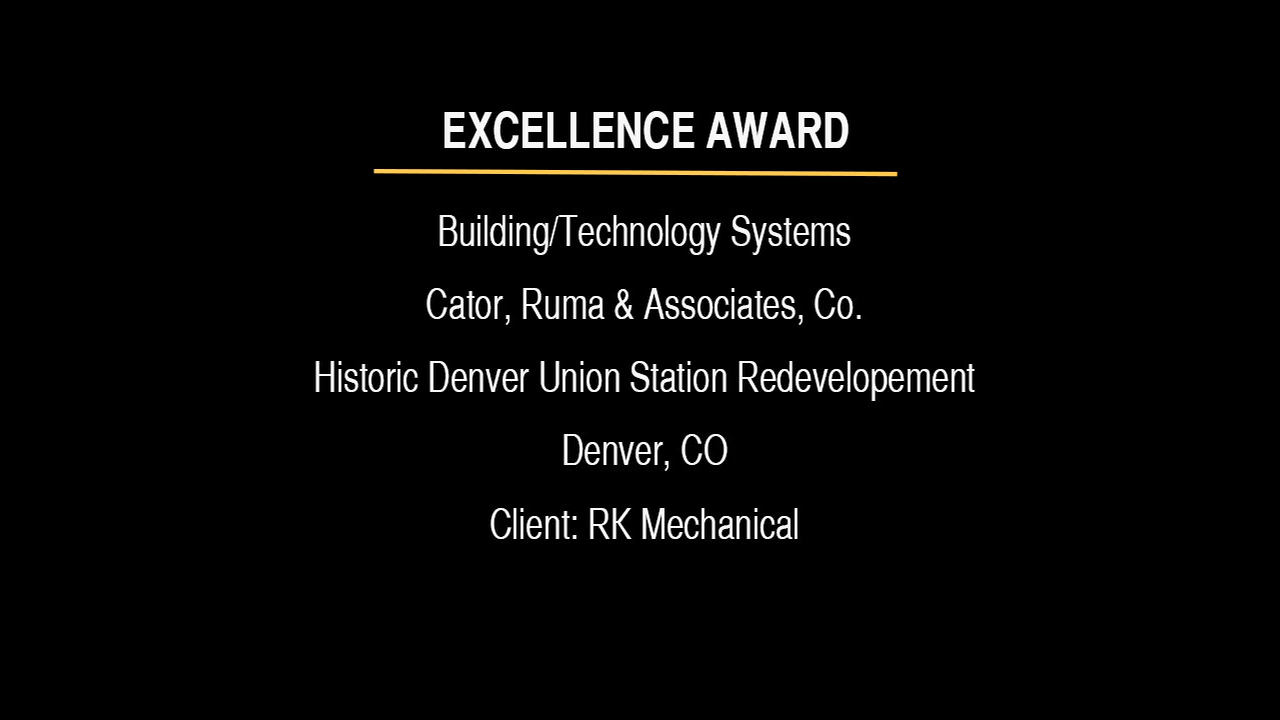 EXCELLENCE AWARD
Building/Technology Systems
Cator, Ruma & Associates, Co.
Historic Denver Union Station Redevelopement
Denver, CO
Client: RK Mechanical